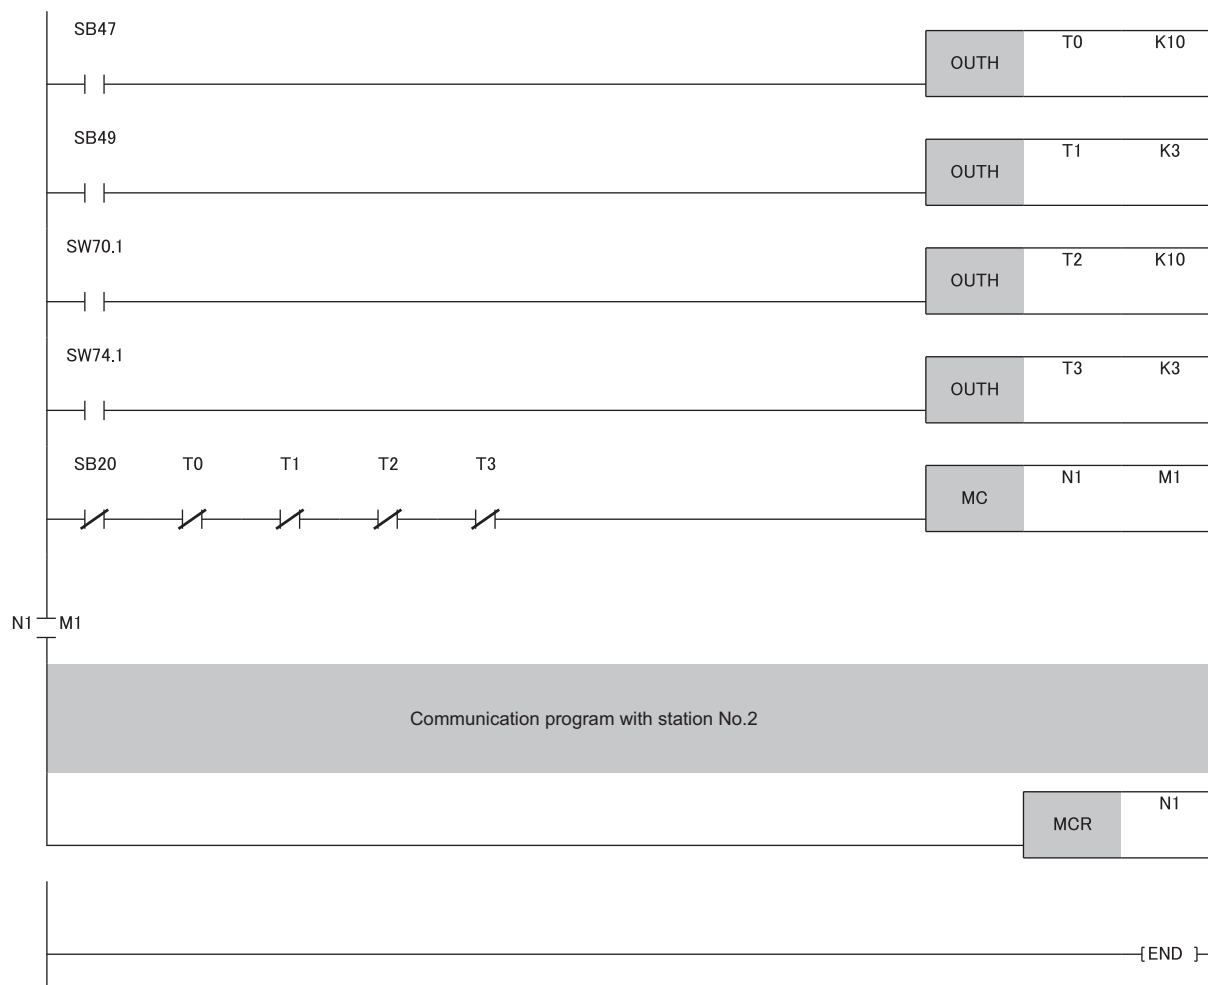 SB47
OUTH T0 K10
SB49
OUTH T1 K3
SW70.1
OUTH T2 K10
SW74.1
OUTH T3 K3
SB20 T0 T1 T2 T3
MC N1 M1
N1 M1
Communication program with station No.2
MCR N1
[END ]